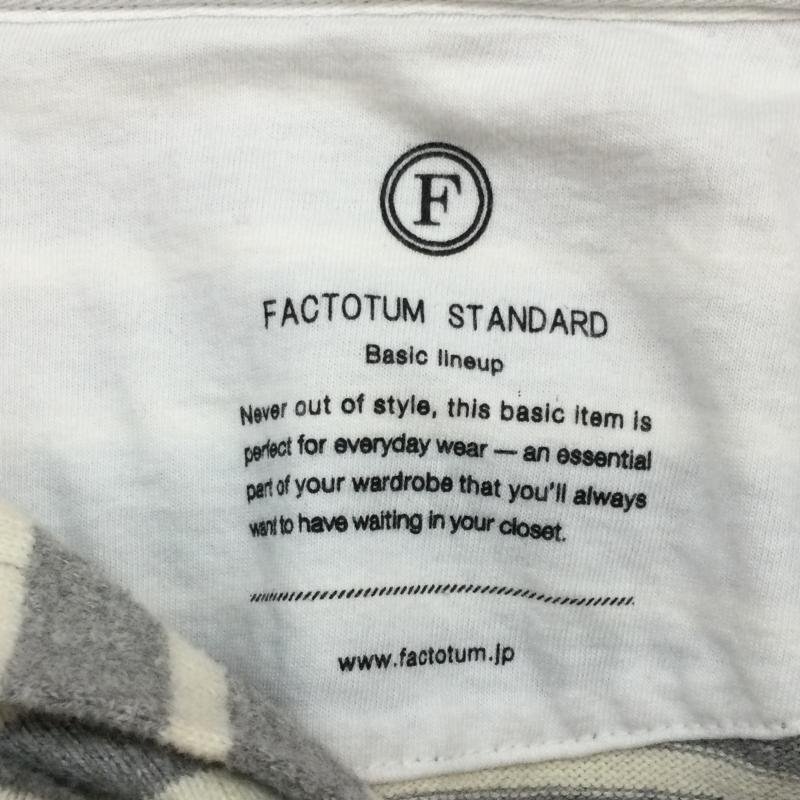 F
FACTOTUM STANDARD
Basic lineup
Never out of style, this basic item is
perfect for everyday wear — an essential
part of your wardrobe that you'll always
want to have waiting in your closet.
www.factotum.jp